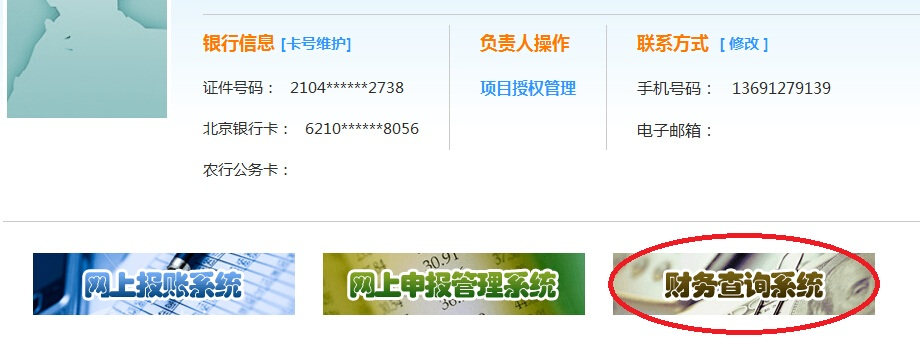 银行信息 [卡号维护] 负责人操作 联系方式 [ 修改 ]
证件号码： 2104******2738 项目授权管理 手机号码： 13691279139
北京银行卡： 6210******8056 电子邮箱：
农行公务卡：
网上报账系统 网上申报管理系统 财务查询系统
30.91